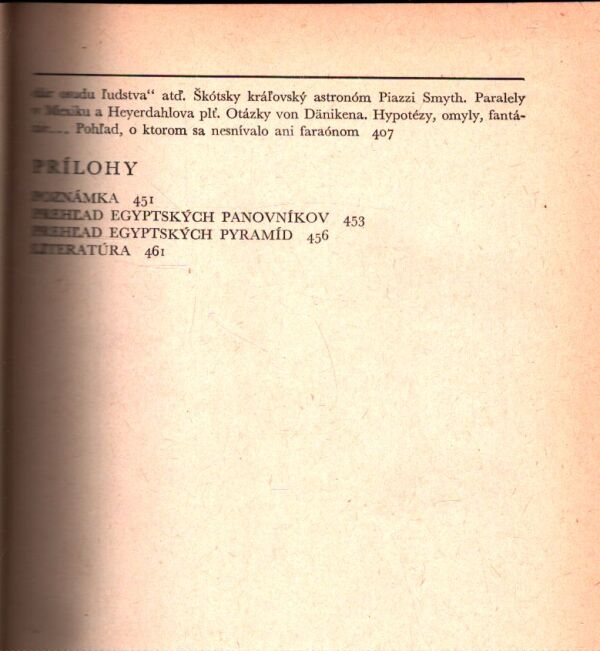 osudu ľudstva“ atď. Škótsky kráľovský astronóm Piazzi Smyth. Paralely
v Mexiku a Heyerdahlova plť. Otázky von Dänikena. Hypotézy, omyly, fantá-
zie... Pohľad, o ktorom sa nesnívalo ani faraónom 407
PRÍLOHY
POZNÁMKA 451
PREHĽAD EGYPTSKÝCH PANOVNÍKOV 453
PREHĽAD EGYPTSKÝCH PYRAMÍD 456
LITERATÚRA 461